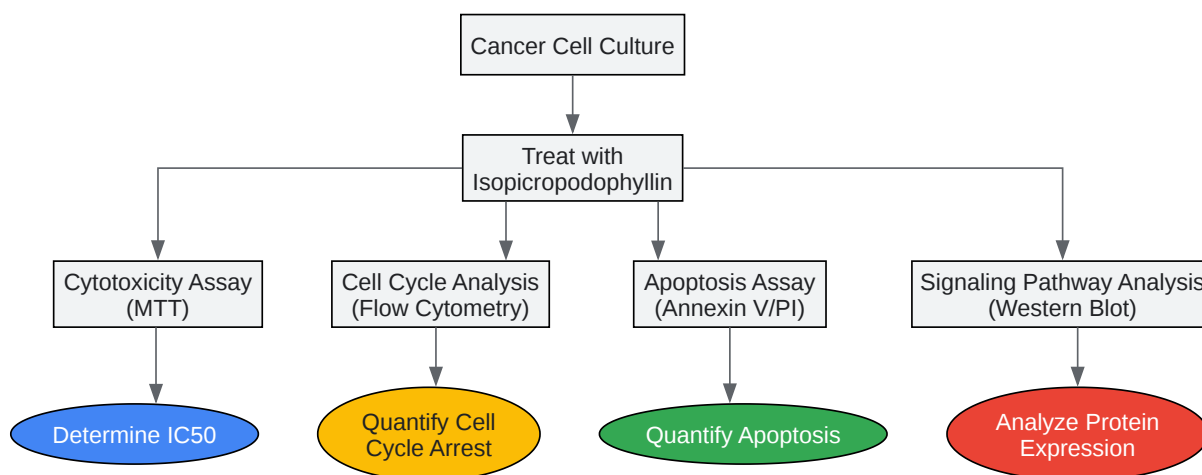 Cancer Cell Culture
Treat with
Isopicropodophyllin
Cytotoxicity Assay
(MTT)
Cell Cycle Analysis
(Flow Cytometry)
Apoptosis Assay
(Annexin V/PI)
Signaling Pathway Analysis
(Western Blot)
Determine IC50
Quantify Cell
Cycle Arrest
Quantify Apoptosis
Analyze Protein
Expression